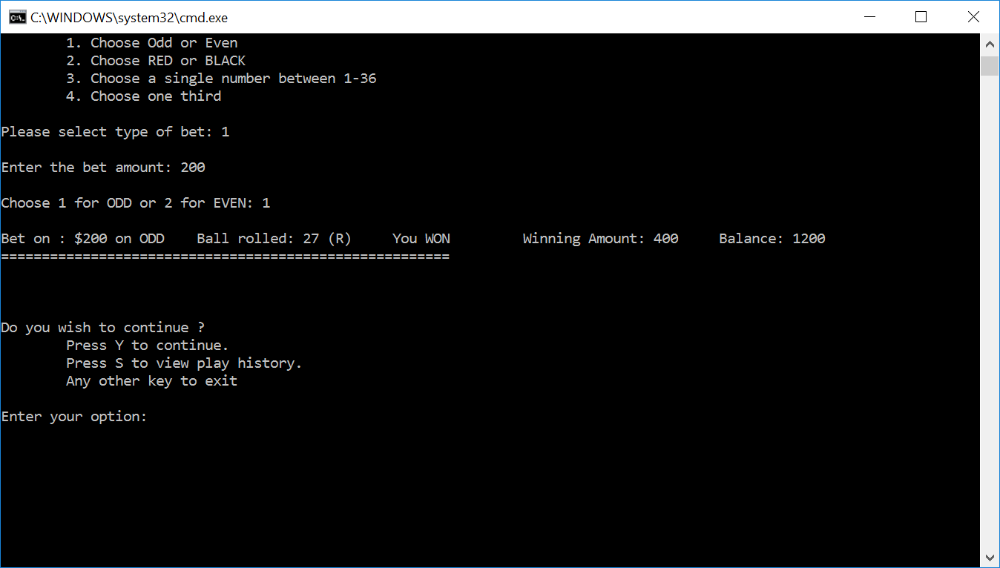 C:\WINDOWS\system32\cmd.exe
1. Choose Odd or Even
2. Choose RED or BLACK
3. Choose a single number between 1-36
4. Choose one third
Please select type of bet: 1
Enter the bet amount: 200
Choose 1 for ODD or 2 for EVEN: 1
Bet on : $200 on ODD    Ball rolled: 27 (R)     You WON         Winning Amount: 400     Balance: 1200
=======================================================
Do you wish to continue ?
Press Y to continue.
Press S to view play history.
Any other key to exit
Enter your option: